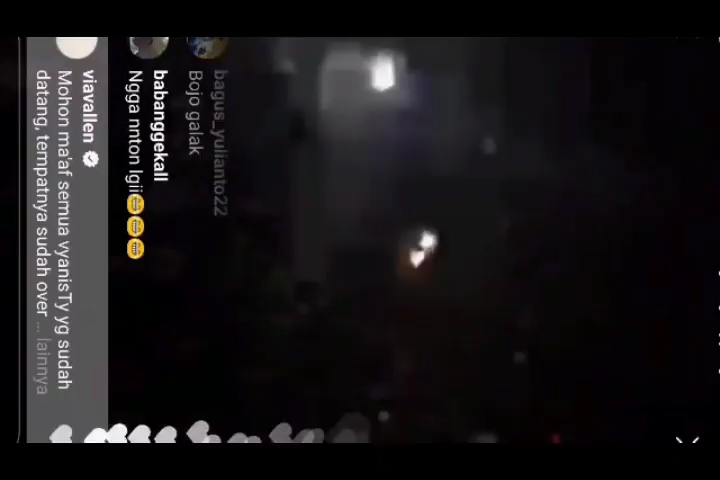 bagus_yulianto22
Bojo galak
babanggekall
Ngga nnton lgii😂😂😂
viavallen
Mohon ma'af semua vyanisTy yg sudah
datang, tempatnya sudah over ... lainnya